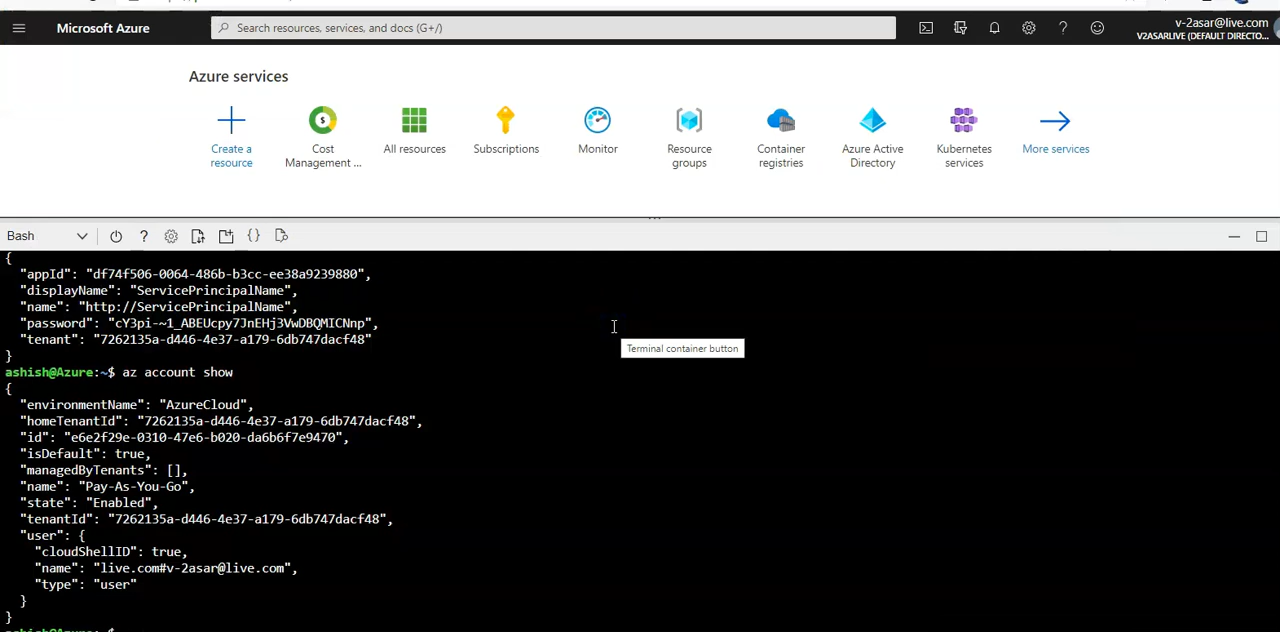 Microsoft Azure
Search resources, services, and docs (G+/)
v-2asar@live.com
V2ASARLIVE (DEFAULT DIRECTO...
Azure services
Create a resource
Cost Management ...
All resources
Subscriptions
Monitor
Resource groups
Container registries
Azure Active Directory
Kubernetes services
More services
Bash
{
"appId": "df74f506-0064-486b-b3cc-ee38a9239880",
"displayName": "ServicePrincipalName",
"name": "http://ServicePrincipalName",
"password": "cY3pi-~1_ABEUcpy7JnEHj3VwDBQMICNnp",
"tenant": "7262135a-d446-4e37-a179-6db747dacf48"
}
Terminal container button
ashish@Azure:~$ az account show
{
"environmentName": "AzureCloud",
"homeTenantId": "7262135a-d446-4e37-a179-6db747dacf48",
"id": "e6e2f29e-0310-47e6-b020-da6b6f7e9470",
"isDefault": true,
"managedByTenants": [],
"name": "Pay-As-You-Go",
"state": "Enabled",
"tenantId": "7262135a-d446-4e37-a179-6db747dacf48",
"user": {
"cloudShellID": true,
"name": "live.com#v-2asar@live.com",
"type": "user"
}
}
ashish@Azure:~$